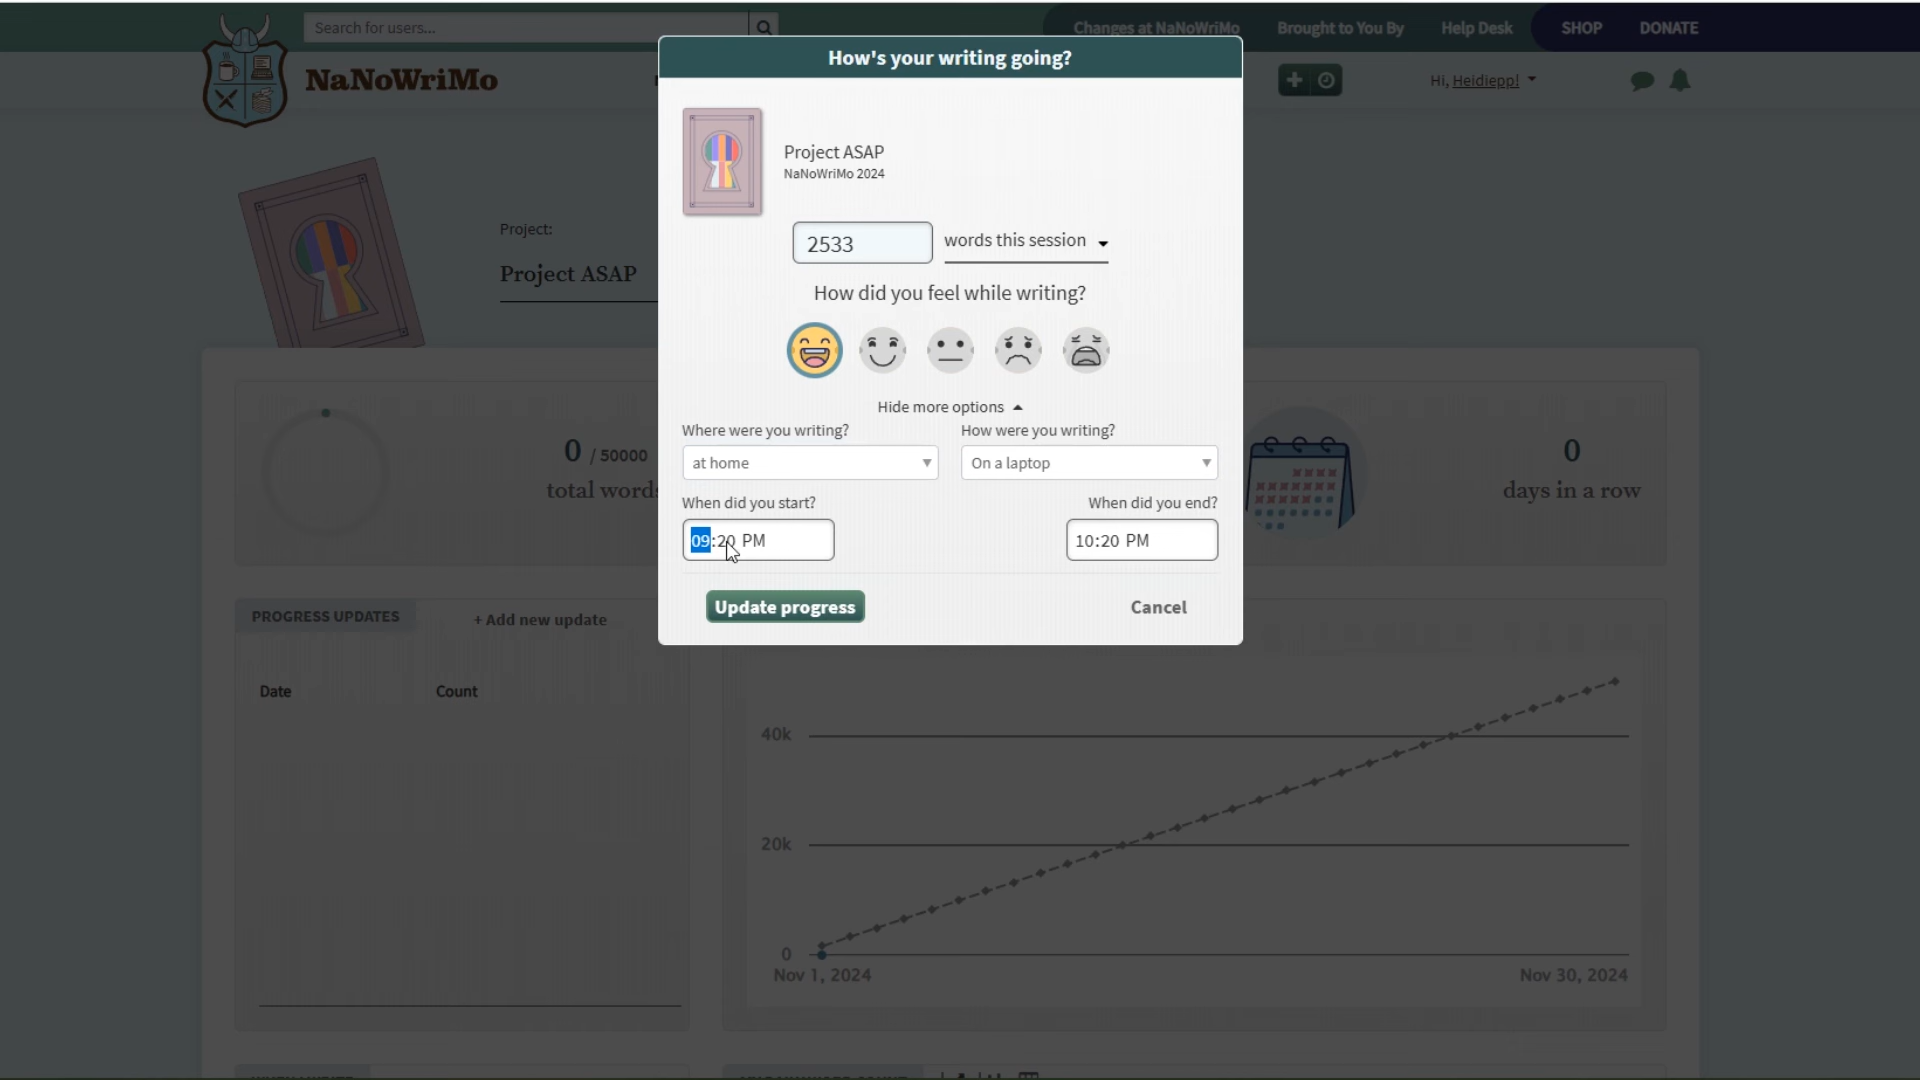 Search for users...
Changes at NaNoWriMo
Brought to You By
Help Desk
SHOP
DONATE
NaNoWriMo
Hi, Heidiepp!
How's your writing going?
Project ASAP
NaNoWriMo 2024
2533
words this session
How did you feel while writing?
Hide more options
Where were you writing?
How were you writing?
at home
On a laptop
When did you start?
When did you end?
09:20 PM
10:20 PM
Update progress
Cancel
Project:
Project ASAP
0 / 50000
total words
0
days in a row
PROGRESS UPDATES
+ Add new update
Date
Count
40k
20k
0
Nov 1, 2024
Nov 30, 2024